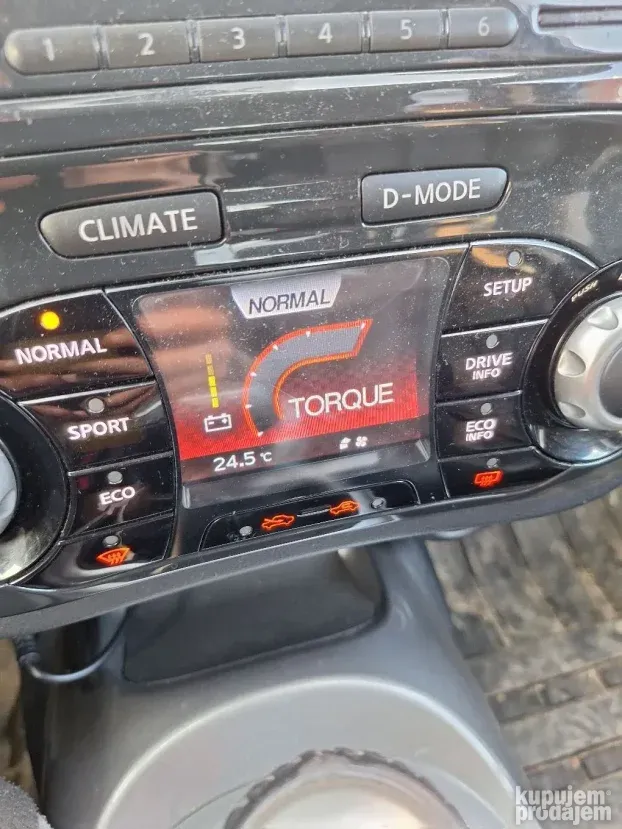 1 2 3 4 5 6
CLIMATE
D-MODE
NORMAL
SETUP
PUSH
NORMAL
DRIVE
INFO
SPORT
TORQUE
ECO
INFO
24.5 °C
ECO
kupujem
prodajem